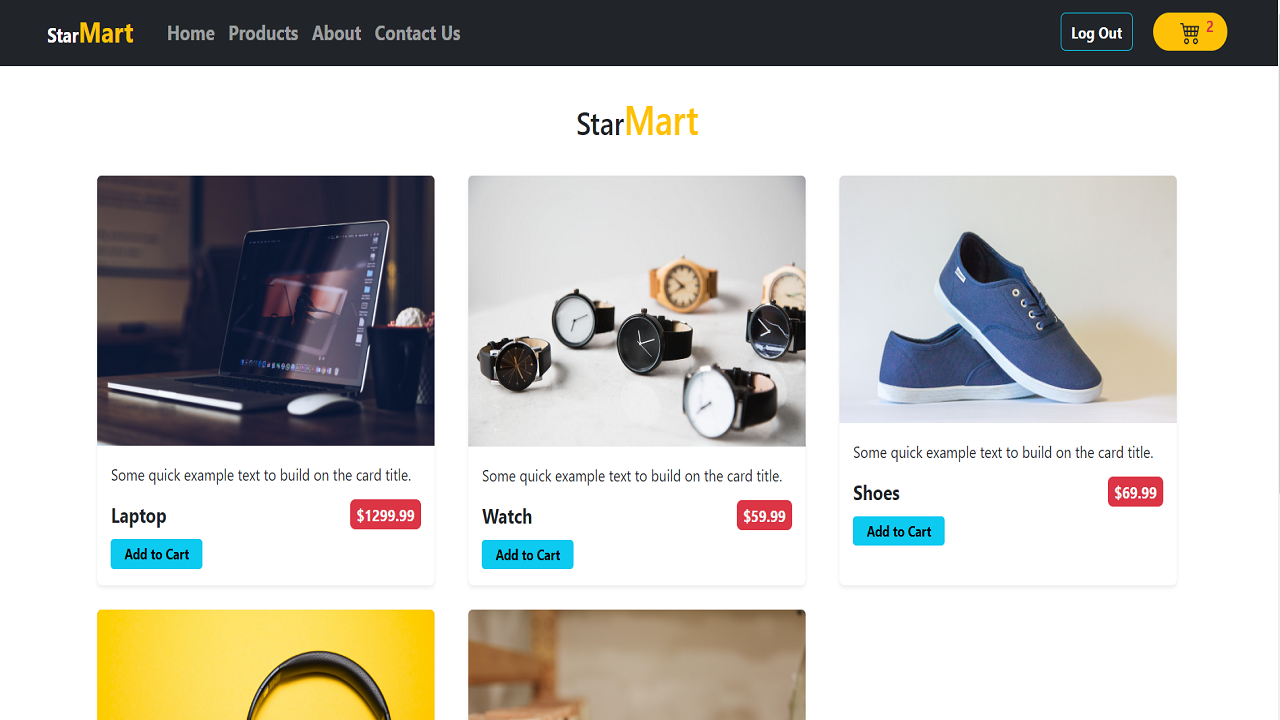 StarMart Home Products About Contact Us Log Out 2
StarMart
Some quick example text to build on the card title.
Laptop $1299.99
Add to Cart
Some quick example text to build on the card title.
Watch $59.99
Add to Cart
Some quick example text to build on the card title.
Shoes $69.99
Add to Cart